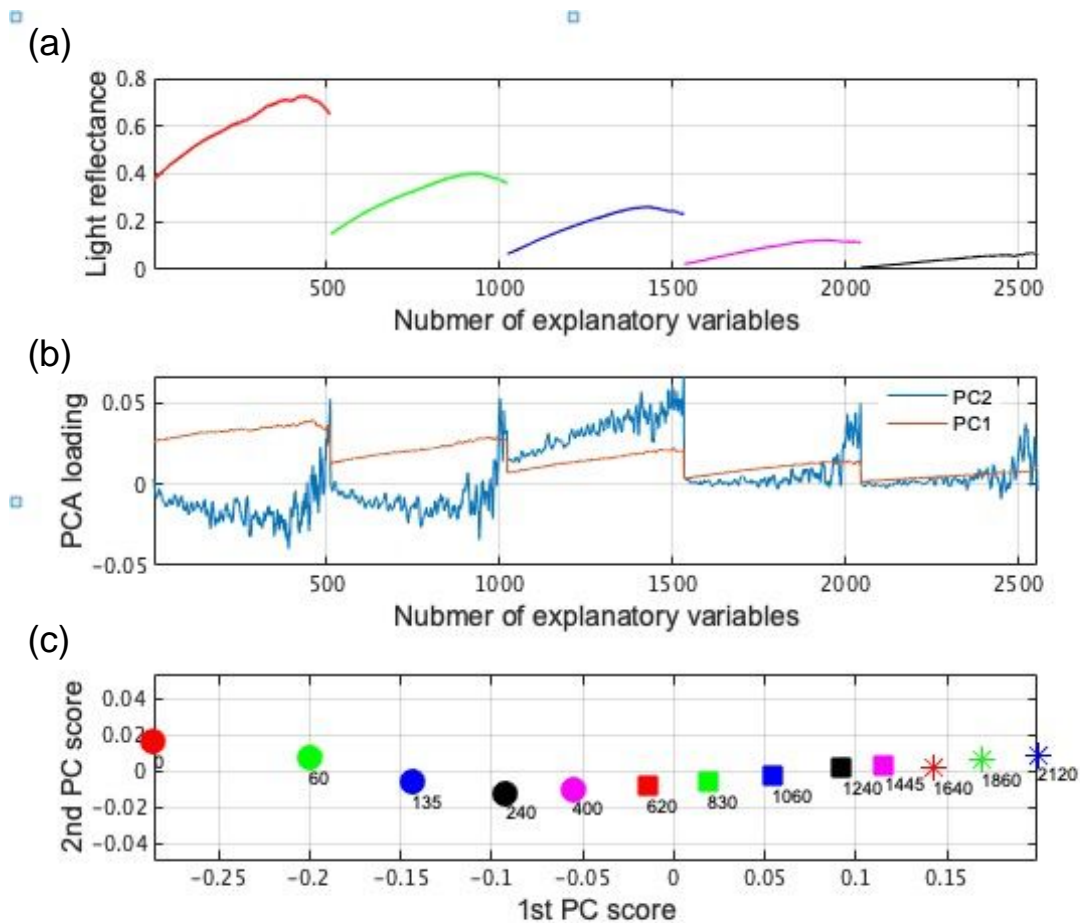 (a)
Light reflectance
0.8
0.6
0.4
0.2
0
500 1000 1500 2000 2500
Nubmer of explanatory variables
(b)
PCA loading
0.05
0
−0.05
PC2
PC1
500 1000 1500 2000 2500
Nubmer of explanatory variables
(c)
2nd PC score
0.04
0.02
0
−0.02
−0.04
0 60 135 240 400 620 830 1060 1240 1445 1640 1860 2120
−0.25 −0.2 −0.15 −0.1 −0.05 0 0.05 0.1 0.15
1st PC score